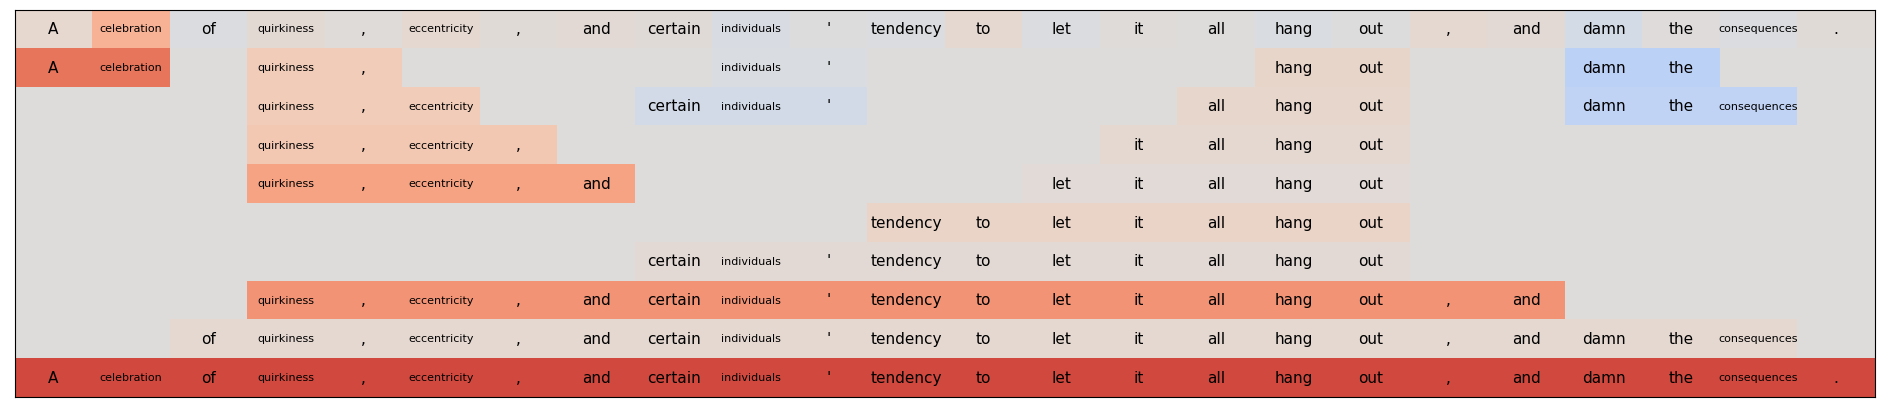 A celebration of quirkiness , eccentricity , and certain individuals ' tendency to let it all hang out , and damn the consequences .
A celebration quirkiness , individuals ' hang out damn the
quirkiness , eccentricity certain individuals ' all hang out damn the consequences
quirkiness , eccentricity , it all hang out
quirkiness , eccentricity , and let it all hang out
tendency to let it all hang out
certain individuals ' tendency to let it all hang out
quirkiness , eccentricity , and certain individuals ' tendency to let it all hang out , and
of quirkiness , eccentricity , and certain individuals ' tendency to let it all hang out , and damn the consequences
A celebration of quirkiness , eccentricity , and certain individuals ' tendency to let it all hang out , and damn the consequences .